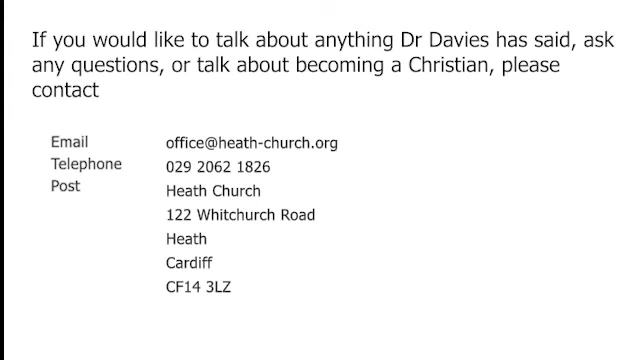 If you would like to talk about anything Dr Davies has said, ask
any questions, or talk about becoming a Christian, please
contact
Email office@heath-church.org
Telephone 029 2062 1826
Post Heath Church
122 Whitchurch Road
Heath
Cardiff
CF14 3LZ